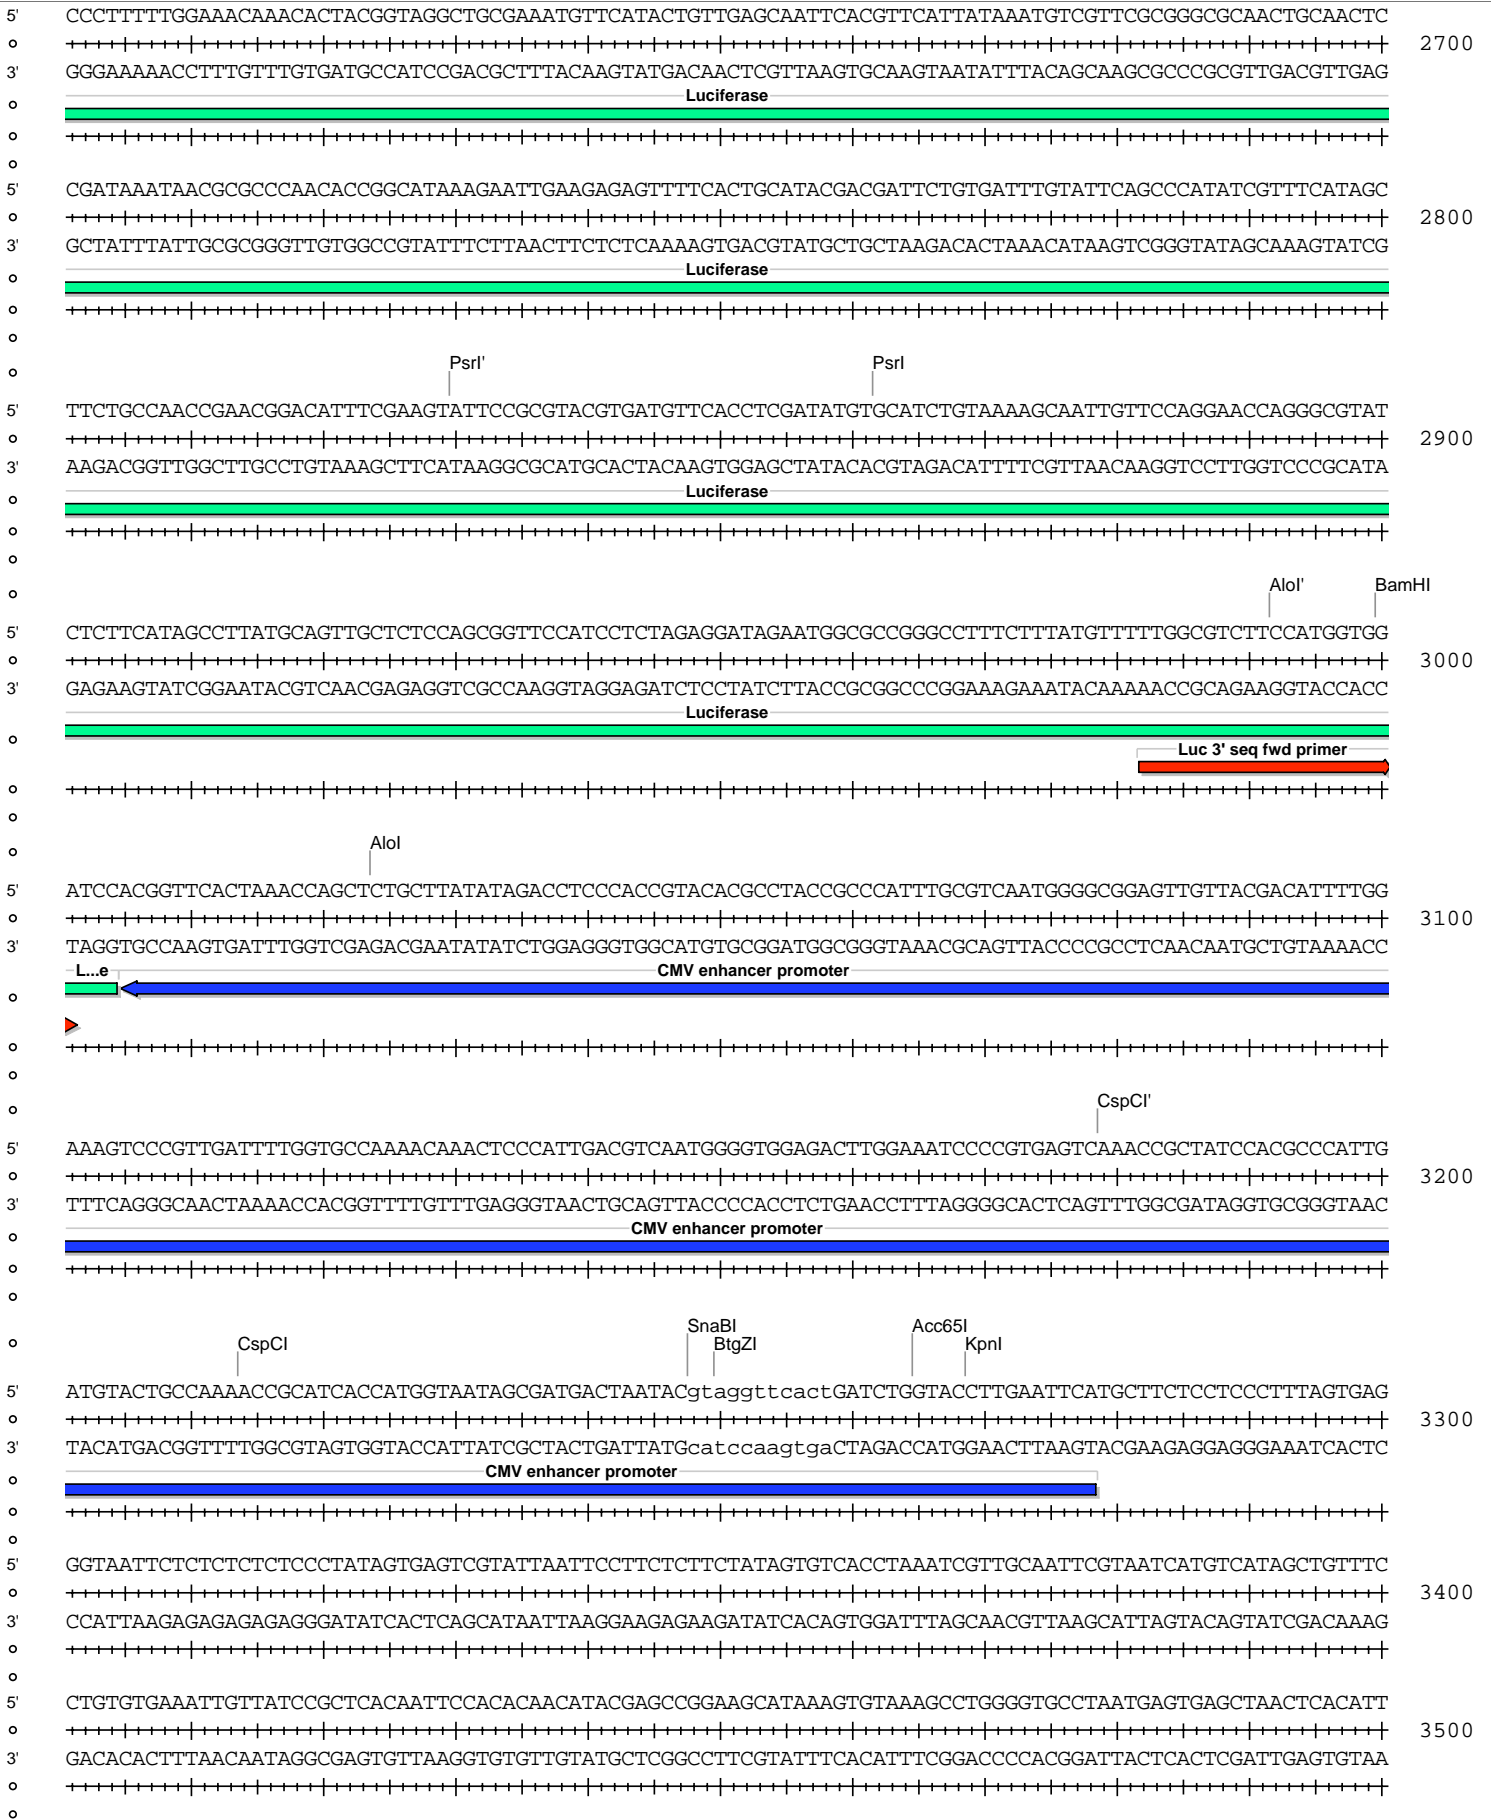 5' CCCTTTTTGGAAACAAACACTACGGTAGGCTGCGAAATGTTCATACTGTTGAGCAATTCACGTTCATTATAAATGTCGTTCGCGGGCGCAACTGCAACTC
2700
3' GGGAAAAACCTTTGTTTGTGATGCCATCCGACGCTTTACAAGTATGACAACTCGTTAAGTGCAAGTAATATTTACAGCAAGCGCCCGCGTTGACGTTGAG
Luciferase
5' CGATAAATAACGCGCCCAACACCGGCATAAAGAATTGAAGAGAGTTTTCACTGCATACGACGATTCTGTGATTTGTATTCAGCCCATATCGTTTCATAGC
2800
3' GCTATTTATTGCGCGGGTTGTGGCCGTATTTCTTAACTTCTCTCAAAAGTGACGTATGCTGCTAAGACACTAAACATAAGTCGGGTATAGCAAAGTATCG
Luciferase
PsrI' PsrI
5' TTCTGCCAACCGAACGGACATTTCGAAGTATTCCGCGTACGTGATGTTCACCTCGATATGTGCATCTGTAAAAGCAATTGTTCCAGGAACCAGGGCGTAT
2900
3' AAGACGGTTGGCTTGCCTGTAAAGCTTCATAAGGCGCATGCACTACAAGTGGAGCTATACACGTAGACATTTTCGTTAACAAGGTCCTTGGTCCCGCATA
Luciferase
AloI' BamHI
5' CTCTTCATAGCCTTATGCAGTTGCTCTCCAGCGGTTCCATCCTCTAGAGGATAGAATGGCGCCGGGCCTTTCTTTATGTTTTTGGCGTCTTCCATGGTGG
3000
3' GAGAAGTATCGGAATACGTCAACGAGAGGTCGCCAAGGTAGGAGATCTCCTATCTTACCGCGGCCCGGAAAGAAATACAAAAACCGCAGAAGGTACCACC
Luciferase
Luc 3' seq fwd primer
AloI
5' ATCCACGGTTCACTAAACCAGCTCTGCTTATATAGACCTCCCACCGTACACGCCTACCGCCCATTTGCGTCAATGGGGCGGAGTTGTTACGACATTTTGG
3100
3' TAGGTGCCAAGTGATTTGGTCGAGACGAATATATCTGGAGGGTGGCATGTGCGGATGGCGGGTAAACGCAGTTACCCCGCCTCAACAATGCTGTAAAACC
L...e CMV enhancer promoter
CspCI'
5' AAAGTCCCGTTGATTTTGGTGCCAAAACAAACTCCCATTGACGTCAATGGGGTGGAGACTTGGAAATCCCCGTGAGTCAAACCGCTATCCACGCCCATTG
3200
3' TTTCAGGGCAACTAAAACCACGGTTTTGTTTGAGGGTAACTGCAGTTACCCCACCTCTGAACCTTTAGGGGCACTCAGTTTGGCGATAGGTGCGGGTAAC
CMV enhancer promoter
SnaBI Acc65I
CspCI BtgZI KpnI
5' ATGTACTGCCAAAACCGCATCACCATGGTAATAGCGATGACTAATACgtaggttcactGATCTGGTACCTTGAATTCATGCTTCTCCTCCCTTTAGTGAG
3300
3' TACATGACGGTTTTGGCGTAGTGGTACCATTATCGCTACTGATTATGcatccaagtgaCTAGACCATGGAACTTAAGTACGAAGAGGAGGGAAATCACTC
CMV enhancer promoter
5' GGTAATTCTCTCTCTCTCCCTATAGTGAGTCGTATTAATTCCTTCTCTTCTATAGTGTCACCTAAATCGTTGCAATTCGTAATCATGTCATAGCTGTTTC
3400
3' CCATTAAGAGAGAGAGAGGGATATCACTCAGCATAATTAAGGAAGAGAAGATATCACAGTGGATTTAGCAACGTTAAGCATTAGTACAGTATCGACAAAG
5' CTGTGTGAAATTGTTATCCGCTCACAATTCCACACAACATACGAGCCGGAAGCATAAAGTGTAAAGCCTGGGGTGCCTAATGAGTGAGCTAACTCACATT
3500
3' GACACACTTTAACAATAGGCGAGTGTTAAGGTGTGTTGTATGCTCGGCCTTCGTATTTCACATTTCGGACCCCACGGATTACTCACTCGATTGAGTGTAA